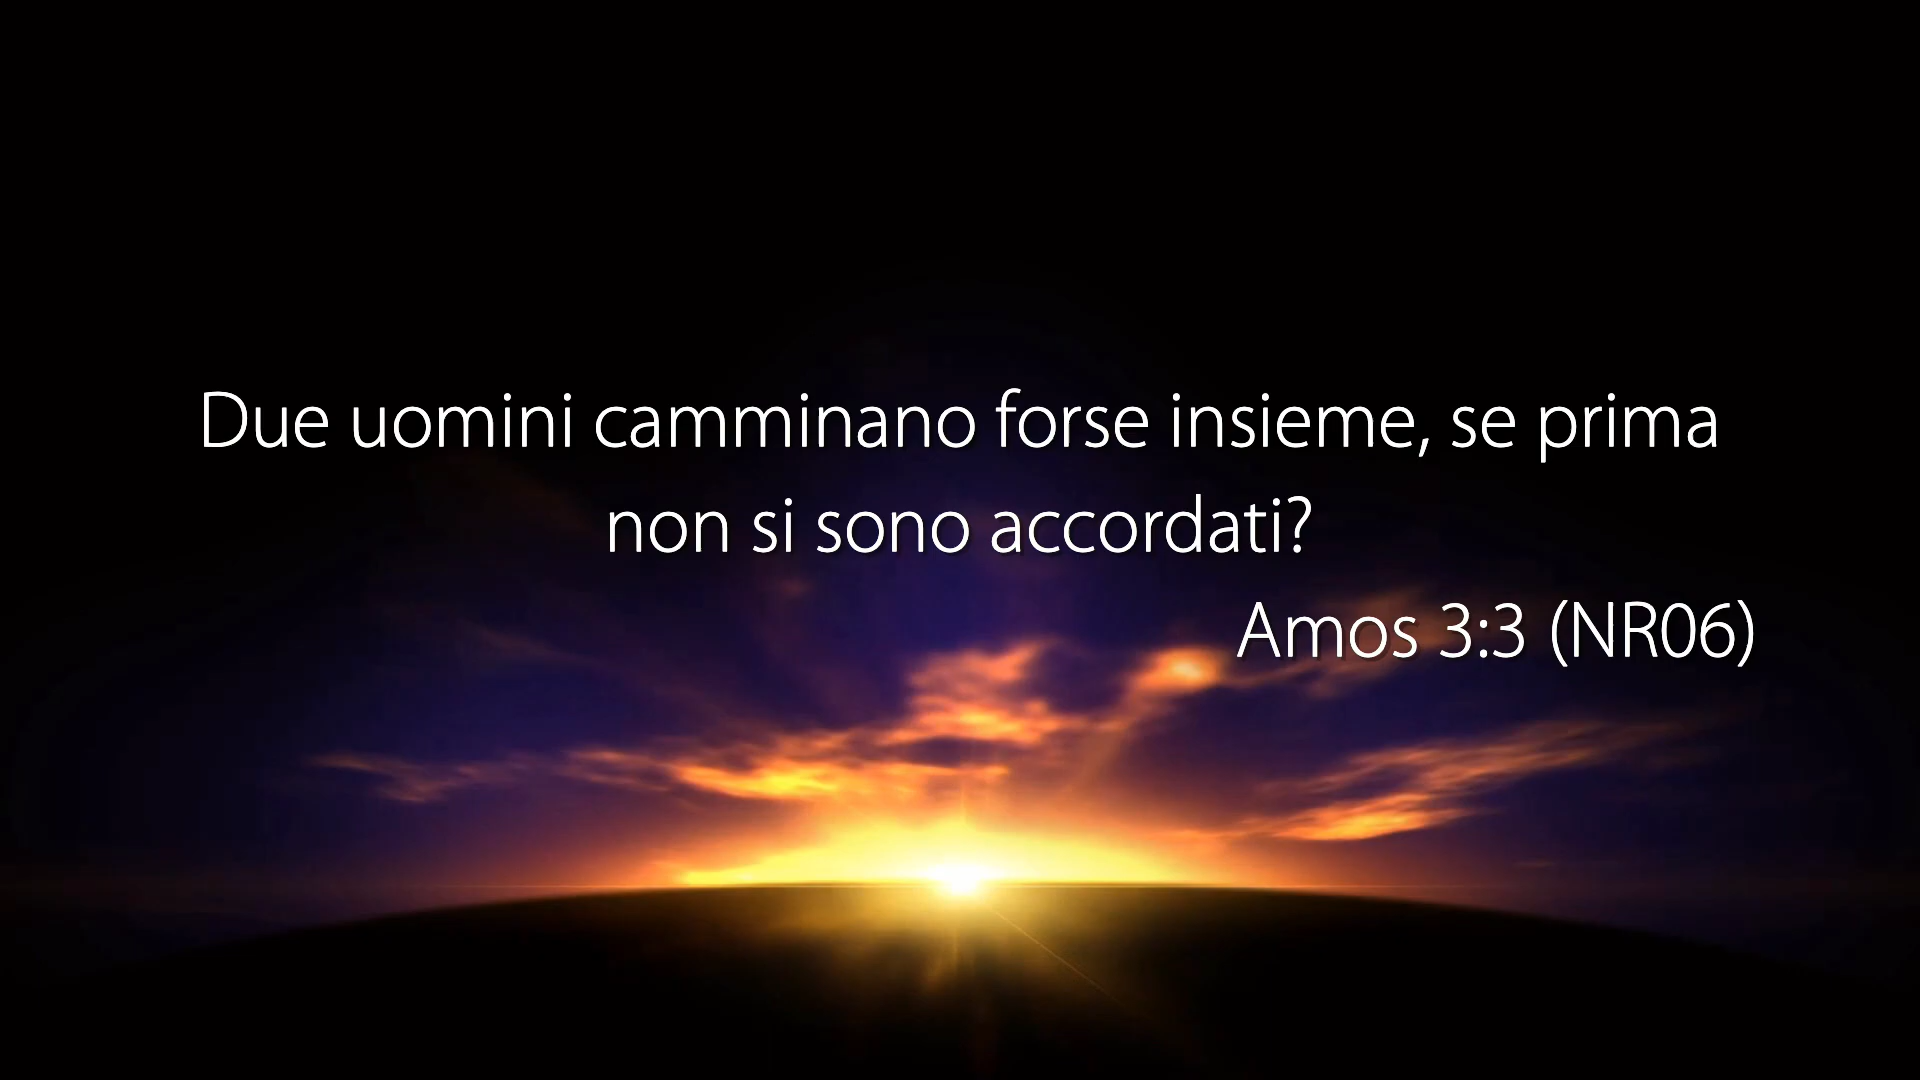 Due uomini camminano forse insieme, se prima
non si sono accordati?
Amos 3:3 (NR06)